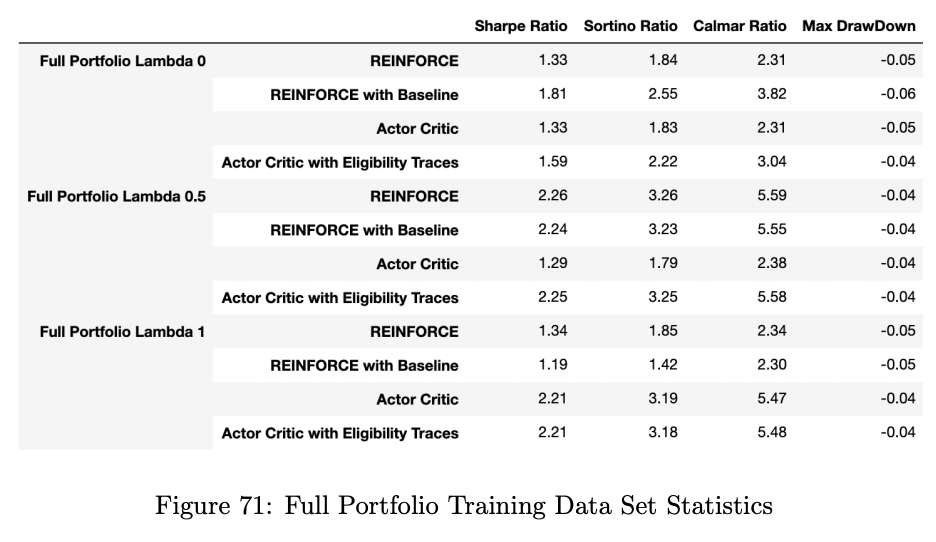 Sharpe Ratio Sortino Ratio Calmar Ratio Max DrawDown
Full Portfolio Lambda 0 REINFORCE 1.33 1.84 2.31 -0.05
REINFORCE with Baseline 1.81 2.55 3.82 -0.06
Actor Critic 1.33 1.83 2.31 -0.05
Actor Critic with Eligibility Traces 1.59 2.22 3.04 -0.04
Full Portfolio Lambda 0.5 REINFORCE 2.26 3.26 5.59 -0.04
REINFORCE with Baseline 2.24 3.23 5.55 -0.04
Actor Critic 1.29 1.79 2.38 -0.04
Actor Critic with Eligibility Traces 2.25 3.25 5.58 -0.04
Full Portfolio Lambda 1 REINFORCE 1.34 1.85 2.34 -0.05
REINFORCE with Baseline 1.19 1.42 2.30 -0.05
Actor Critic 2.21 3.19 5.47 -0.04
Actor Critic with Eligibility Traces 2.21 3.18 5.48 -0.04
Figure 71: Full Portfolio Training Data Set Statistics